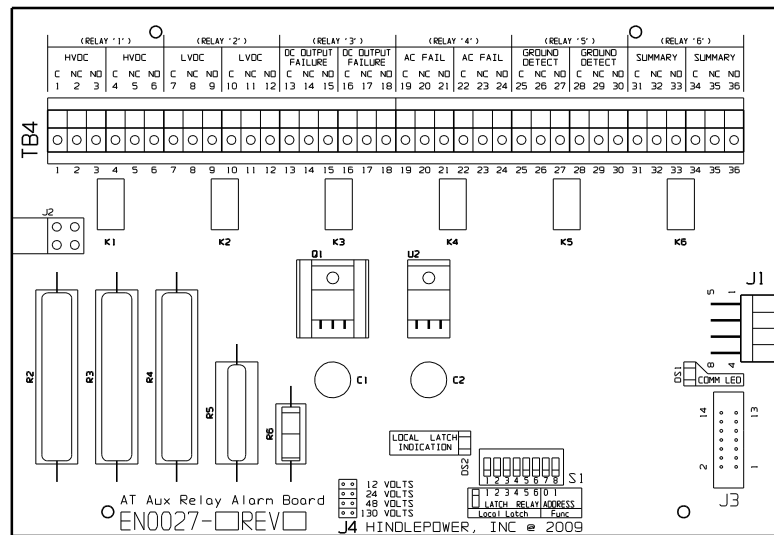 (RELAY '1') (RELAY '2') (RELAY '3') (RELAY '4') (RELAY '5') (RELAY '6')
HVDC HVDC LVDC LVDC DC OUTPUT FAILURE DC OUTPUT FAILURE AC FAIL AC FAIL GROUND DETECT GROUND DETECT SUMMARY SUMMARY
C NC NO C NC NO C NC NO C NC NO C NC NO C NC NO C NC NO C NC NO C NC NO C NC NO C NC NO C NC NO
1 2 3 4 5 6 7 8 9 10 11 12 13 14 15 16 17 18 19 20 21 22 23 24 25 26 27 28 29 30 31 32 33 34 35 36
TB4
1 2 3 4 5 6 7 8 9 10 11 12 13 14 15 16 17 18 19 20 21 22 23 24 25 26 27 28 29 30 31 32 33 34 35 36
J2
K1 K2 K3 K4 K5 K6
Q1 U2
J1
5 1
8 4
R2 R3 R4 R5 R6
C1 C2
DS1
COMM LED
14 13
2 1
J3
LOCAL LATCH
INDICATION
DS2
1 2 3 4 5 6 7 8
S1
1 2 3 4 5 6 0 1
LATCH RELAY ADDRESS
Local Latch Func
12 VOLTS
24 VOLTS
48 VOLTS
130 VOLTS
J4
AT Aux Relay Alarm Board
EN0027-□REV□
HINDLEPOWER, INC @ 2009